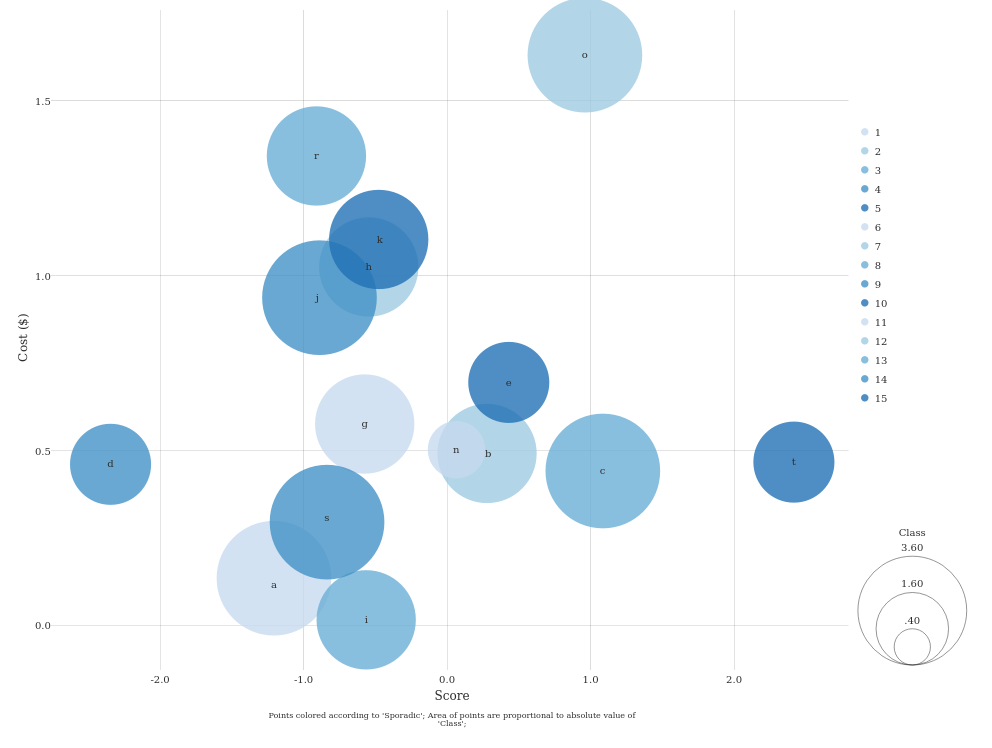 o
1.5
1
2
r
3
4
5
6
k
7
h
8
1.0
9
j
10
Cost ($)
11
12
13
e
14
15
g
n
b
0.5
d
c
t
s
Class
3.60
a
1.60
i
.40
0.0
-2.0
-1.0
0.0
1.0
2.0
Score
Points colored according to 'Sporadic'; Area of points are proportional to absolute value of
'Class';